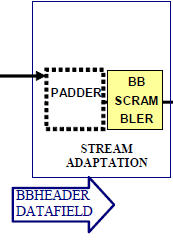 PADDER
BB
SCRAM
BLER
STREAM
ADAPTATION
BBHEADER
DATAFIELD